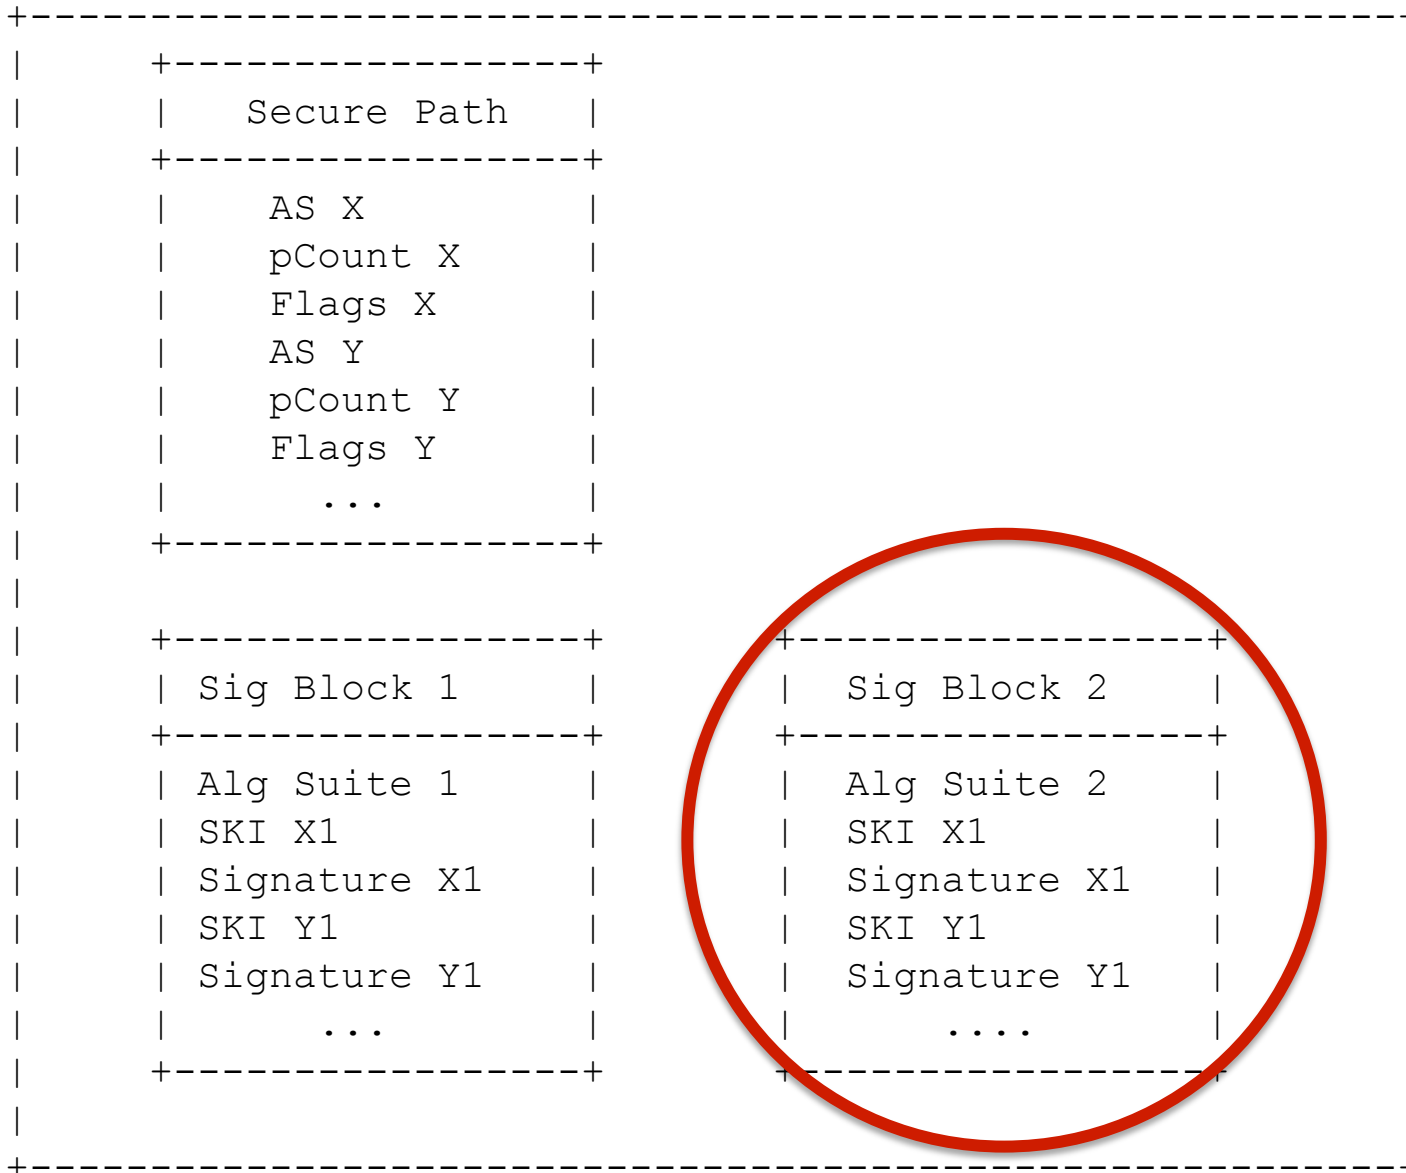 Secure Path
AS X
pCount X
Flags X
AS Y
pCount Y
Flags Y
...
Sig Block 1
Alg Suite 1
SKI X1
Signature X1
SKI Y1
Signature Y1
...
Sig Block 2
Alg Suite 2
SKI X1
Signature X1
SKI Y1
Signature Y1
....